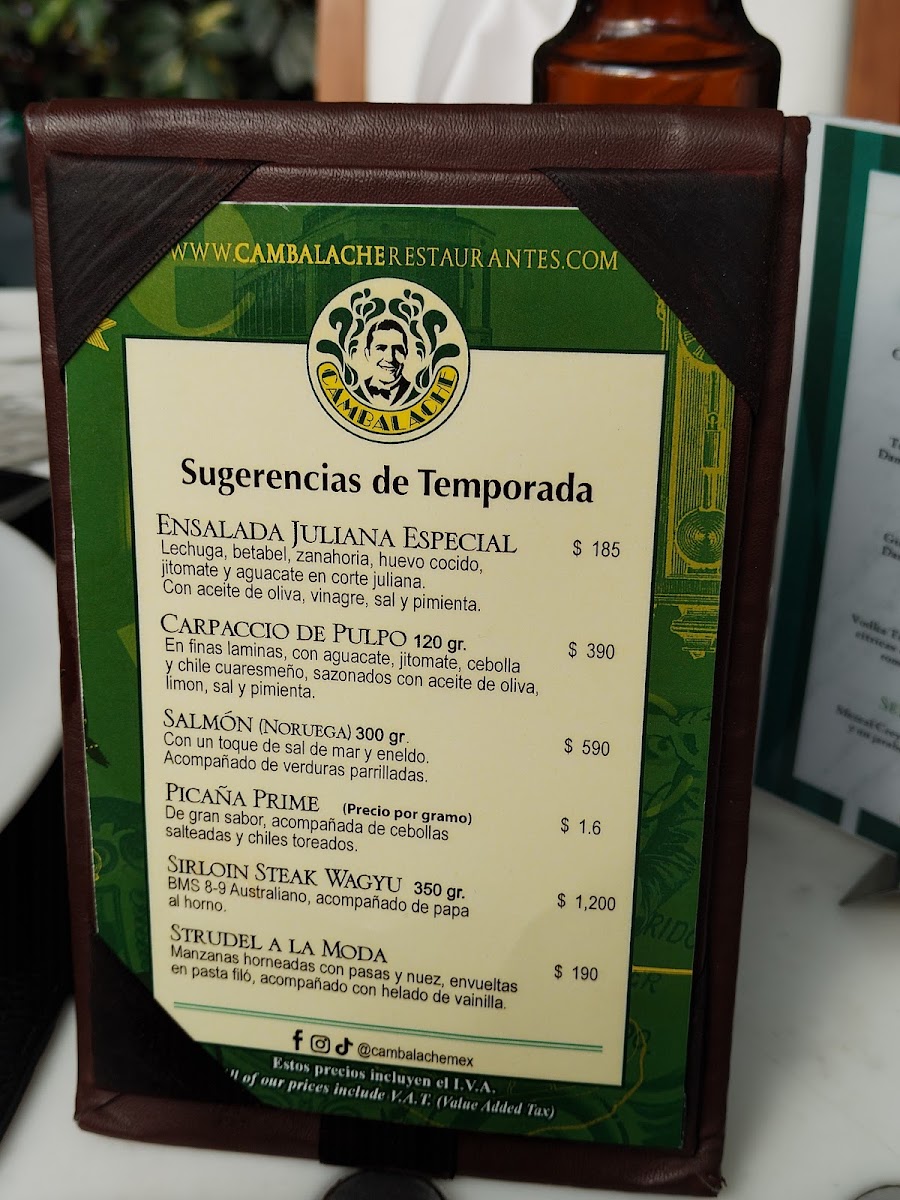 WWW.CAMBALACHERESTAURANTES.COM
CAMBALACHE
Sugerencias de Temporada
ENSALADA JULIANA ESPECIAL $ 185
Lechuga, betabel, zanahoria, huevo cocido,
jitomate y aguacate en corte juliana.
Con aceite de oliva, vinagre, sal y pimienta.
CARPACCIO DE PULPO 120 gr. $ 390
En finas laminas, con aguacate, jitomate, cebolla
y chile cuaresmeño, sazonados con aceite de oliva,
limon, sal y pimienta.
SALMÓN (NORUEGA) 300 gr. $ 590
Con un toque de sal de mar y eneldo.
Acompañado de verduras parrilladas.
PICAÑA PRIME (Precio por gramo) $ 1.6
De gran sabor, acompañada de cebollas
salteadas y chiles toreados.
SIRLOIN STEAK WAGYU 350 gr. $ 1,200
BMS 8-9 Australiano, acompañado de papa
al horno.
STRUDEL A LA MODA $ 190
Manzanas horneadas con pasas y nuez, envueltas
en pasta filó, acompañado con helado de vainilla.
@cambalachemex
Estos precios incluyen el I.V.A.
of our prices include V.A.T. (Value Added Tax)
Vodka